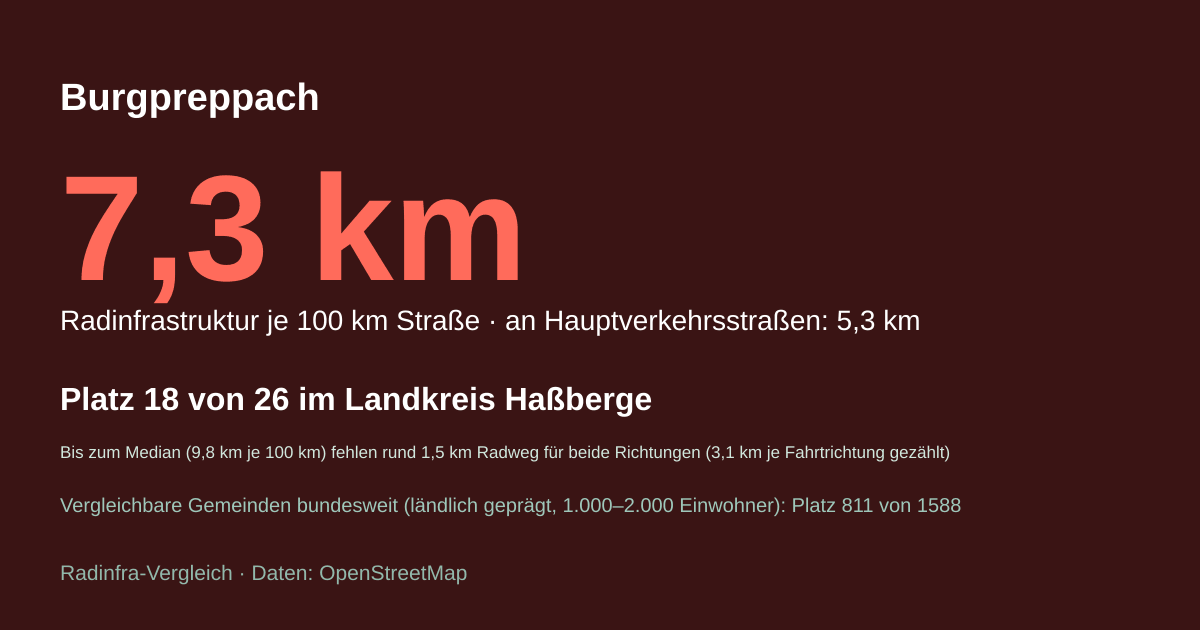 Burgpreppach
7,3 km
Radinfrastruktur je 100 km Straße · an Hauptverkehrsstraßen: 5,3 km
Platz 18 von 26 im Landkreis Haßberge
Bis zum Median (9,8 km je 100 km) fehlen rund 1,5 km Radweg für beide Richtungen (3,1 km je Fahrtrichtung gezählt)
Vergleichbare Gemeinden bundesweit (ländlich geprägt, 1.000–2.000 Einwohner): Platz 811 von 1588
Radinfra-Vergleich · Daten: OpenStreetMap